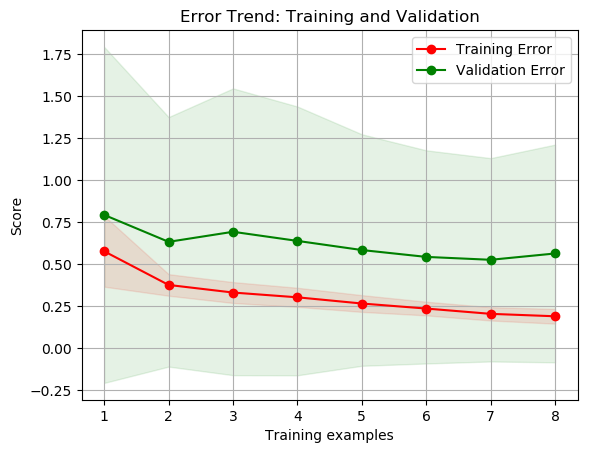 Error Trend: Training and Validation
Training Error
Validation Error
1.75
1.50
1.25
1.00
0.75
0.50
0.25
0.00
−0.25
Score
1 2 3 4 5 6 7 8
Training examples